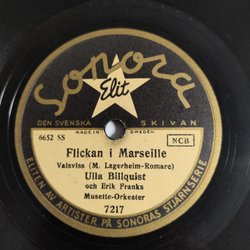 Sonora
Elit
DEN SVENSKA SKIVAN
6652 SS
MADE IN SWEDEN
NCB
Flickan i Marseille
Valsvisa (M. Lagerheim-Romare)
Ulla Billquist
och Erik Franks
Musette-Orkester
7217
ELITEN AV ARTISTER PÅ SONORAS STJÄRNSERIE